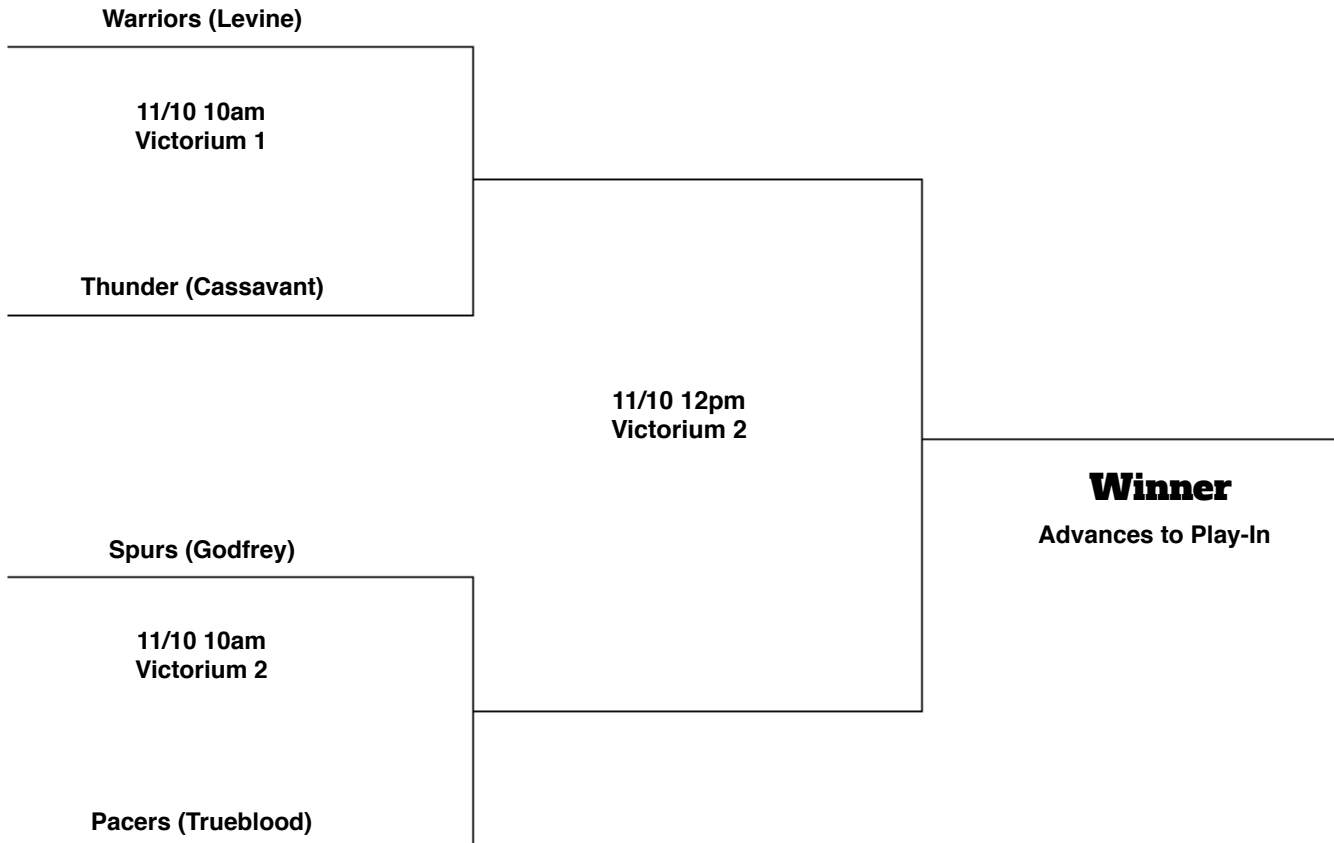 Warriors (Levine)
11/10 10am
Victorium 1
Thunder (Cassavant)
11/10 12pm
Victorium 2
Winner
Advances to Play-In
Spurs (Godfrey)
11/10 10am
Victorium 2
Pacers (Trueblood)